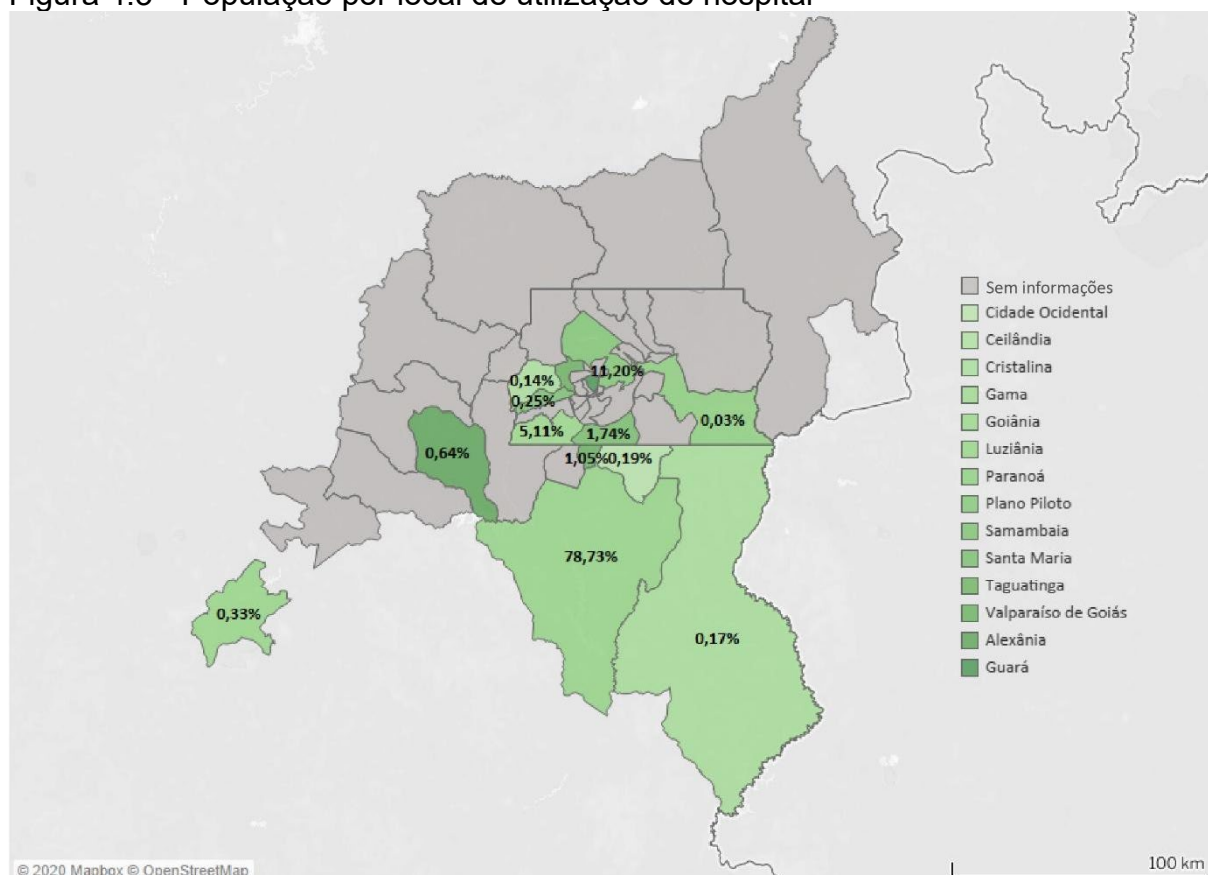 Figura 4.3 - População por local de utilização de hospital
Sem informações
Cidade Ocidental
Ceilândia
Cristalina
Gama
Goiânia
Luziânia
Paranoá
Plano Piloto
Samambaia
Santa Maria
Taguatinga
Valparaíso de Goiás
Alexânia
Guará
0,14%
11,20%
0,25%
5,11%
1,74%
0,03%
0,64%
1,05%
0,19%
78,73%
0,33%
0,17%
© 2020 Mapbox © OpenStreetMap
100 km